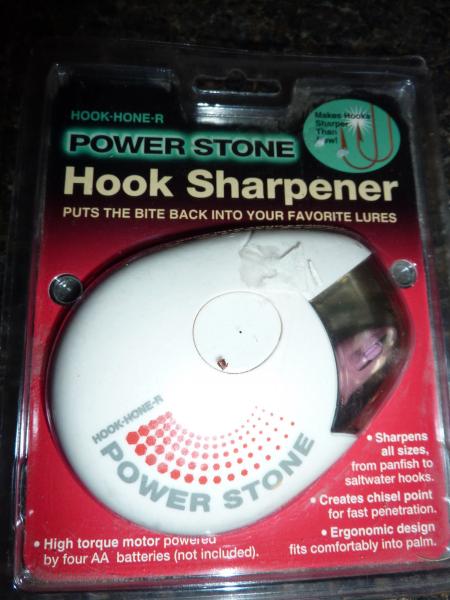 HOOK-HONE-R
POWER STONE
Makes Hooks
Sharper
Than
New!
Hook Sharpener
PUTS THE BITE BACK INTO YOUR FAVORITE LURES
HOOK-HONE-R
POWER STONE
• Sharpens
all sizes,
from panfish to
saltwater hooks.
• Creates chisel point
for fast penetration.
• Ergonomic design
fits comfortably into palm.
• High torque motor powered
by four AA batteries (not included).